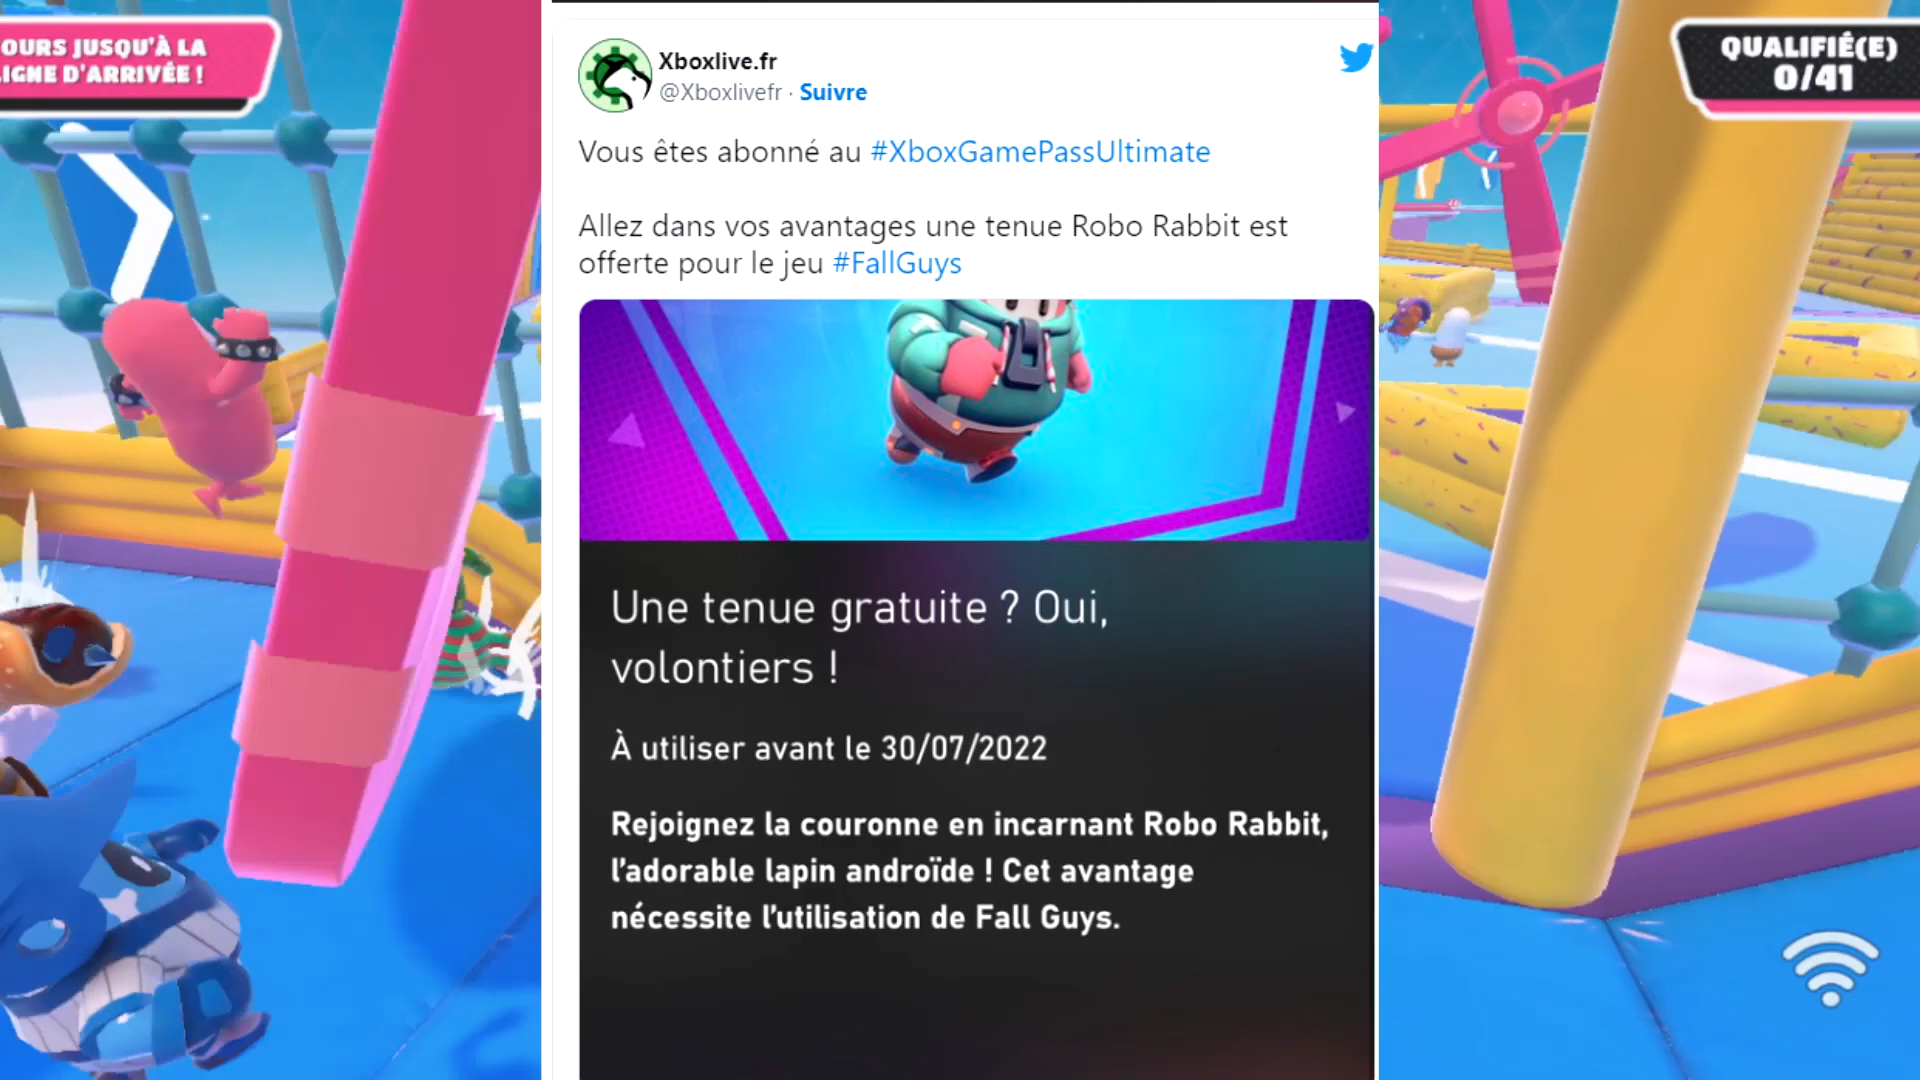 OURS JUSQU'À LA
IGNE D'ARRIVÉE !
Xboxlive.fr
@Xboxlivefr · Suivre
Vous êtes abonné au #XboxGamePassUltimate
Allez dans vos avantages une tenue Robo Rabbit est
offerte pour le jeu #FallGuys
Une tenue gratuite ? Oui,
volontiers !
À utiliser avant le 30/07/2022
Rejoignez la couronne en incarnant Robo Rabbit,
l'adorable lapin androïde ! Cet avantage
nécessite l'utilisation de Fall Guys.
QUALIFIÉ(E)
0/41